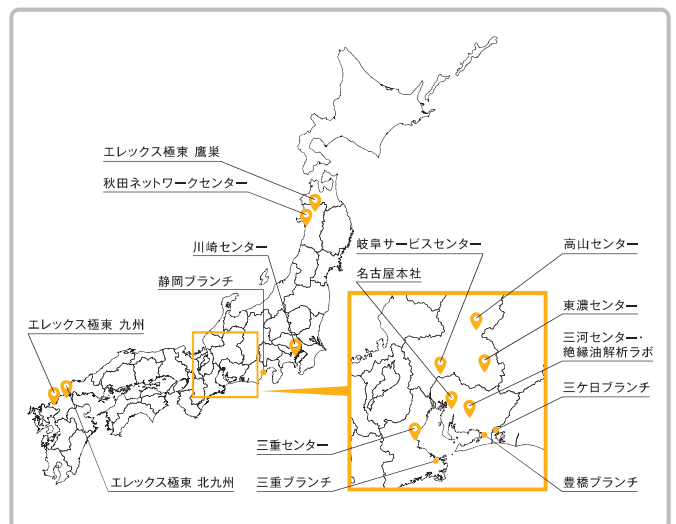 エレックス極東 鷹巣
秋田ネットワークセンター
川崎センター
岐阜サービスセンター
高山センター
静岡ブランチ
名古屋本社
東濃センター
エレックス極東 九州
三河センター・
絶縁油解析ラボ
三ケ日ブランチ
三重センター
エレックス極東 北九州
三重ブランチ
豊橋ブランチ